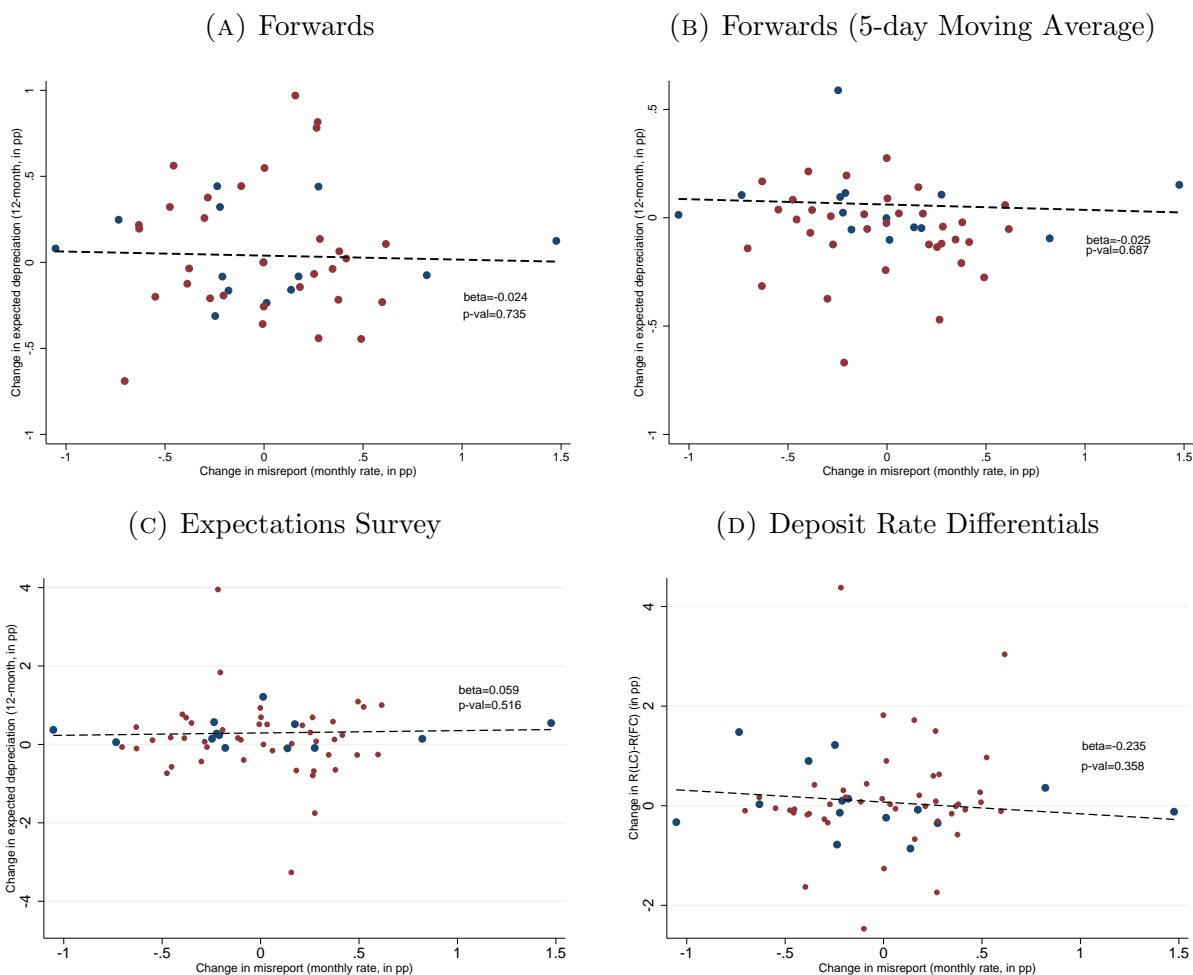 (A) Forwards
(B) Forwards (5-day Moving Average)
Change in expected depreciation (12-month, in pp)
1
.5
0
-.5
-1
beta=-0.024
p-val=0.735
-1
-.5
0
.5
1
1.5
Change in misreport (monthly rate, in pp)
Change in expected depreciation (12-month, in pp)
.5
0
-.5
-1
beta=-0.025
p-val=0.687
-1
-.5
0
.5
1
1.5
Change in misreport (monthly rate, in pp)
(C) Expectations Survey
(D) Deposit Rate Differentials
Change in expected depreciation (12-month, in pp)
4
2
0
-2
-4
beta=0.059
p-val=0.516
-1
-.5
0
.5
1
1.5
Change in misreport (monthly rate, in pp)
Change in R(LC)-R(FC) (in pp)
4
2
0
-2
beta=-0.235
p-val=0.358
-1
-.5
0
.5
1
1.5
Change in misreport (monthly rate, in pp)